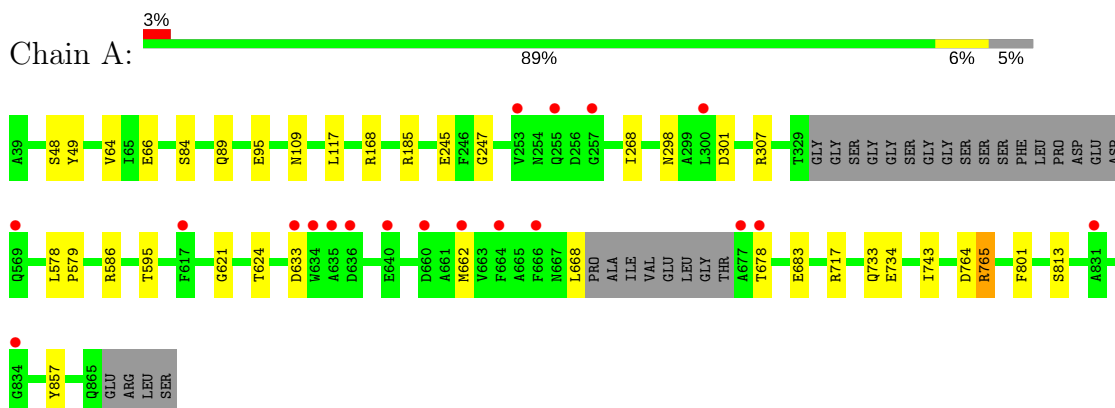 3%
Chain A:
89% 6% 5%
A39 S48 Y49 V64 I65 E66 S84 Q89 E95 N109 L117 R168 R185 E245 F246 G247 V253 N254 Q255 D256 G257 I268 N298 A299 L300 D301 R307 T329 GLY GLY SER GLY GLY SER GLY GLY SER SER SER PHE LEU PRO ASP GLU ASP
Q569 L578 P579 R586 T595 F617 G621 T624 D633 W634 A635 D636 E640 D660 A661 M662 V663 F664 A665 F666 N667 L668 PRO ALA ILE VAL GLU LEU GLY THR A677 T678 E683 R717 Q733 E734 I743 D764 R765 F801 S813 A831
G834 Y857 Q865 GLU ARG LEU SER